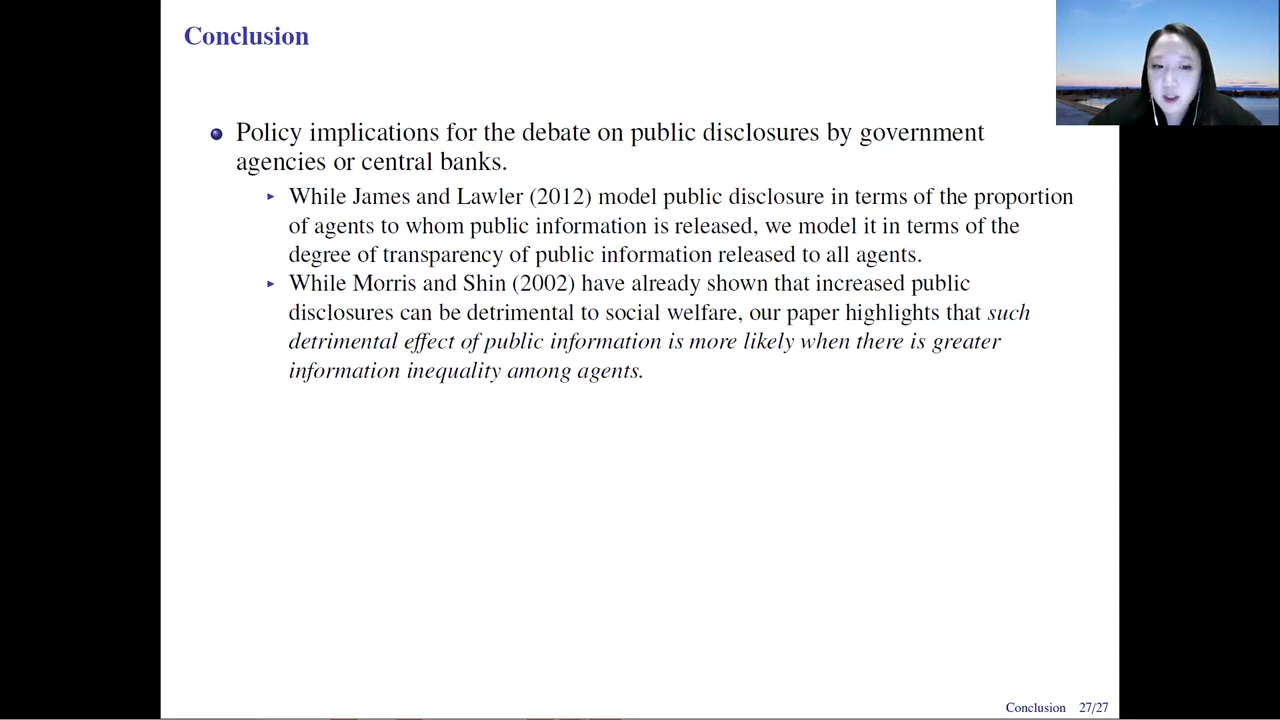 Conclusion
Policy implications for the debate on public disclosures by government
agencies or central banks.
While James and Lawler (2012) model public disclosure in terms of the proportion
of agents to whom public information is released, we model it in terms of the
degree of transparency of public information released to all agents.
While Morris and Shin (2002) have already shown that increased public
disclosures can be detrimental to social welfare, our paper highlights that such
detrimental effect of public information is more likely when there is greater
information inequality among agents.
Conclusion 27/27